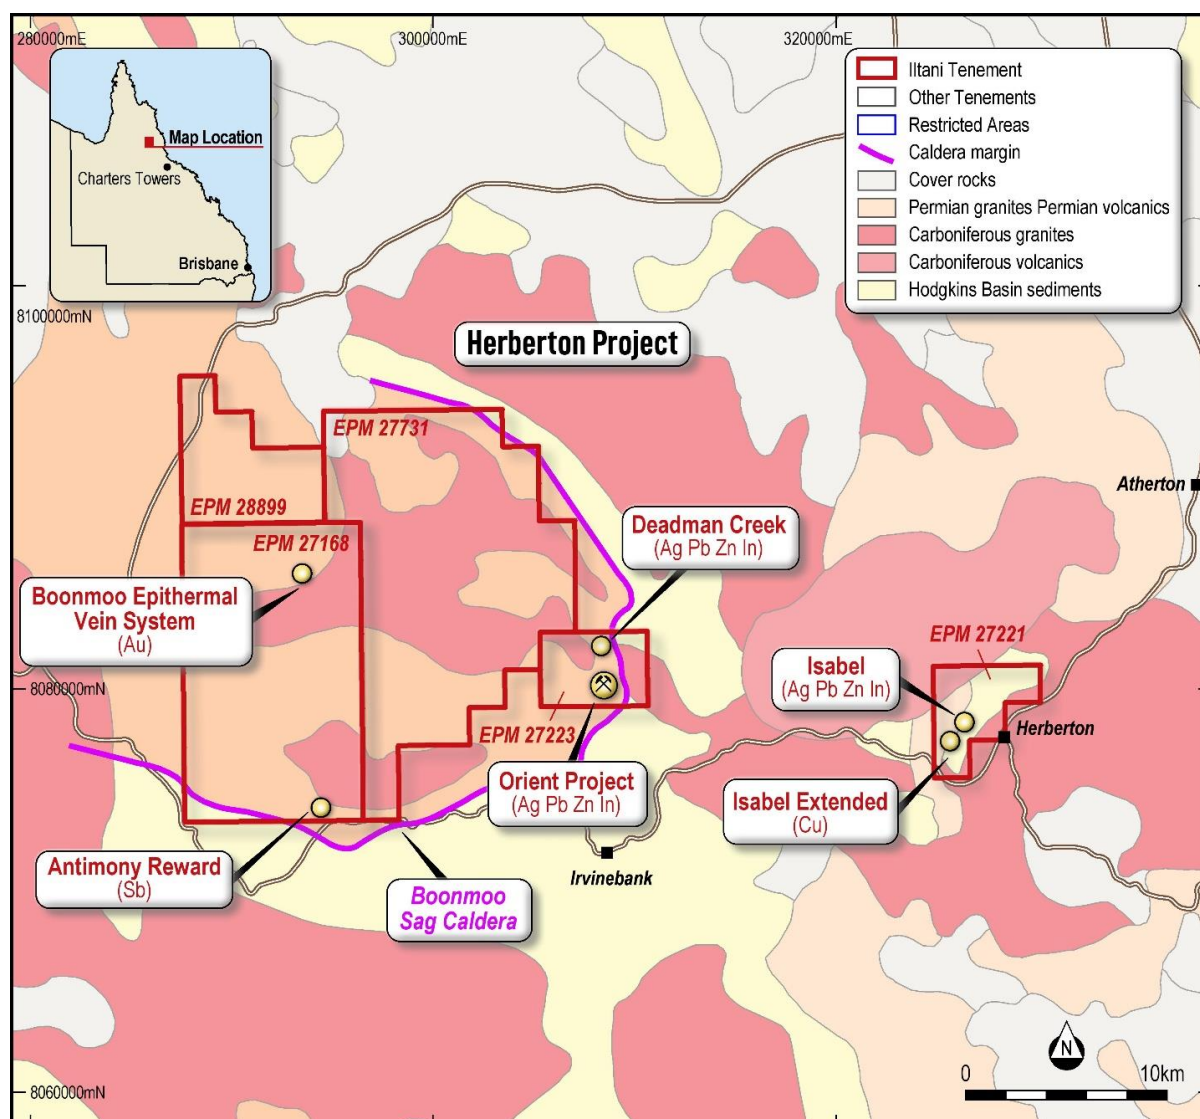 280000mE
300000mE
320000mE
Map Location
Charters Towers
Brisbane
Iltani Tenement
Other Tenements
Restricted Areas
Caldera margin
Cover rocks
Permian granites Permian volcanics
Carboniferous granites
Carboniferous volcanics
Hodgkins Basin sediments
8100000mN
Herberton Project
EPM 27731
EPM 28899
EPM 27168
Atherton
Deadman Creek
(Ag Pb Zn In)
Boonmoo Epithermal
Vein System
(Au)
EPM 27221
Isabel
(Ag Pb Zn In)
8080000mN
EPM 27223
Herberton
Orient Project
(Ag Pb Zn In)
Isabel Extended
(Cu)
Antimony Reward
(Sb)
Irvinebank
Boonmoo
Sag Caldera
N
0
10km
8060000mN